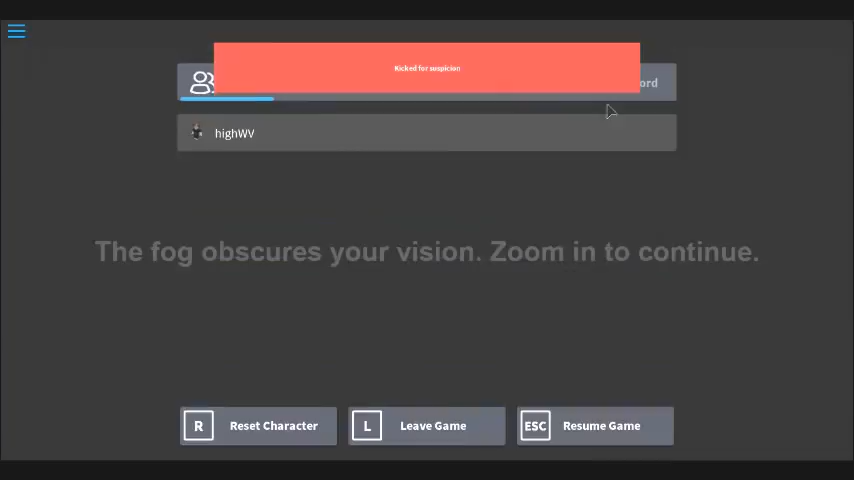 Kicked for suspicion
ord
highWV
The fog obscures your vision. Zoom in to continue.
R Reset Character
L Leave Game
ESC Resume Game